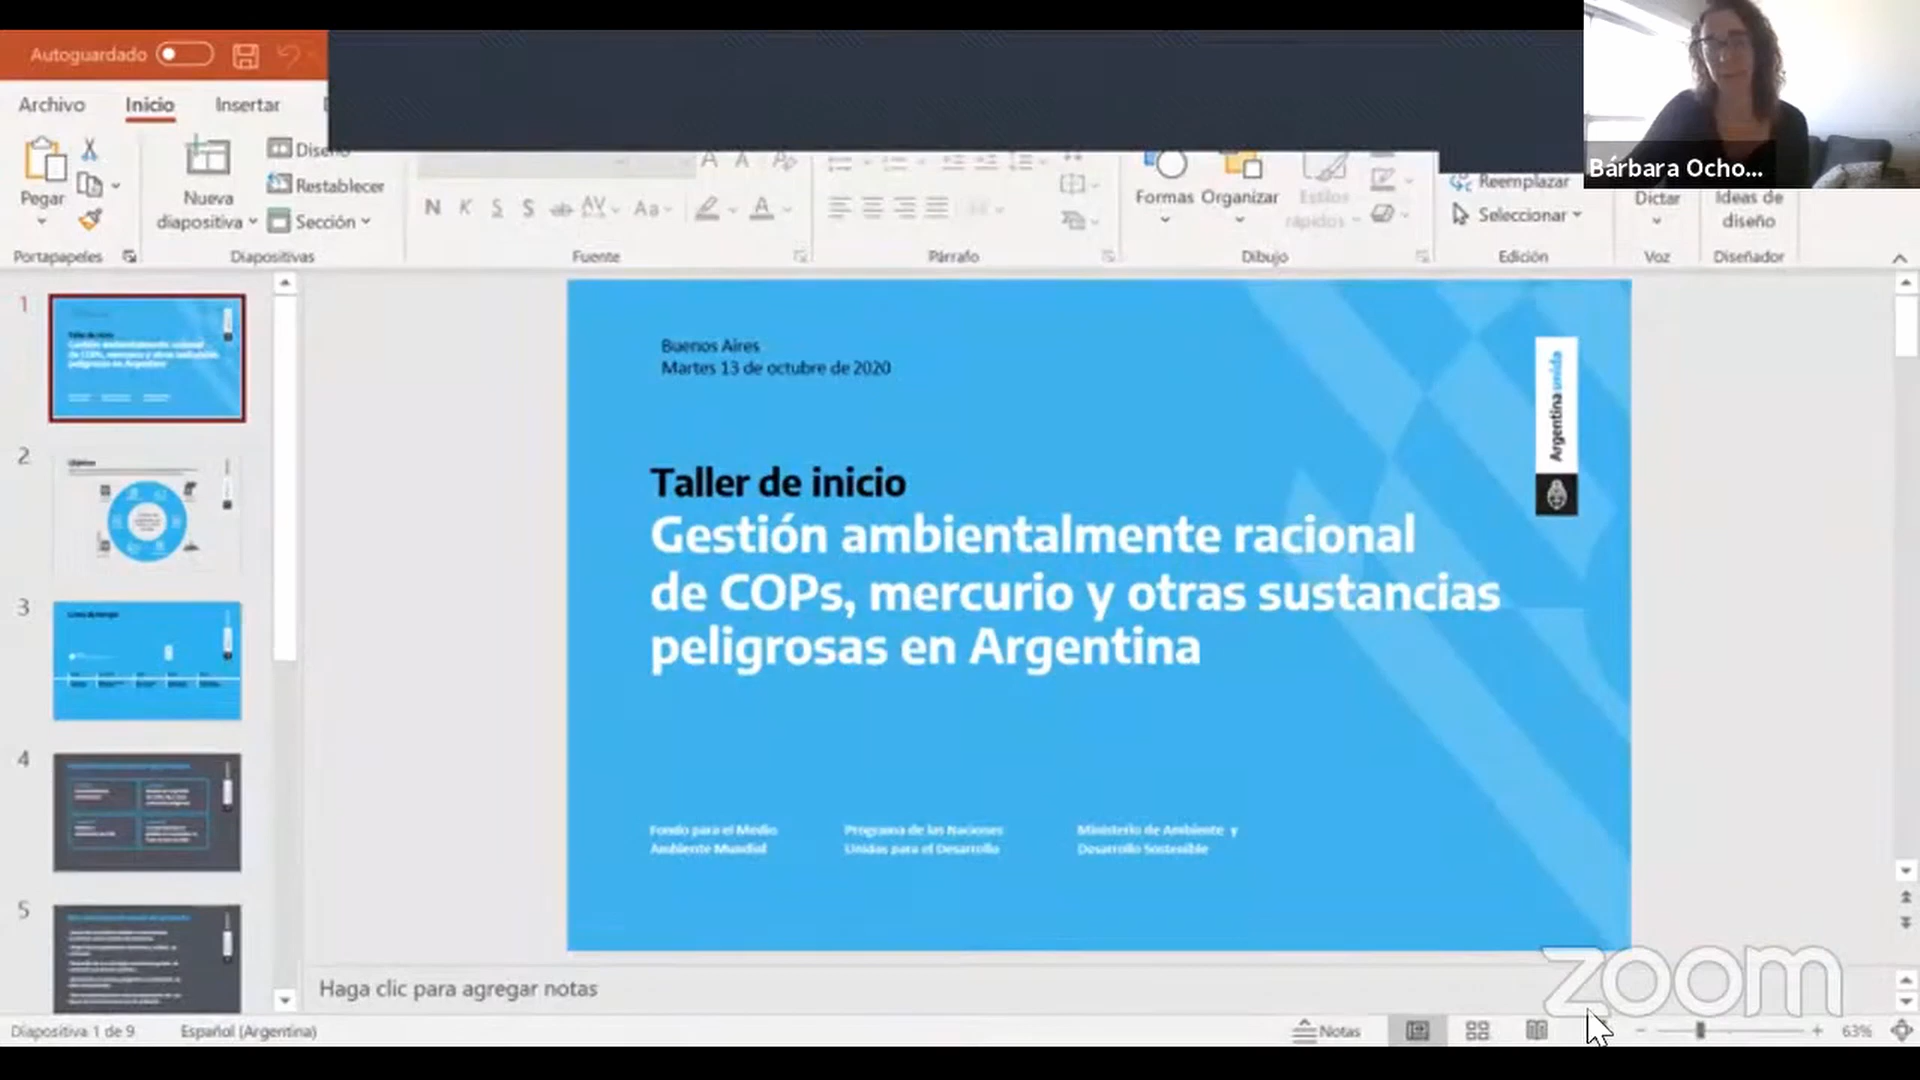 Autoguardado
Archivo
Inicio
Insertar
Pegar
Nueva
diapositiva
Diseño
Restablecer
Sección
N K S S ab AV Aa A
Formas
Organizar
Estilos
rápidos
Reemplazar
Seleccionar
Dictar
Ideas de
diseño
Portapapeles
Diapositivas
Fuente
Párrafo
Dibujo
Edición
Voz
Diseñador
Bárbara Ocho...
1
2
3
4
5
Buenos Aires
Martes 13 de octubre de 2020
Argentina unida
Taller de inicio
Gestión ambientalmente racional
de COPs, mercurio y otras sustancias
peligrosas en Argentina
Fondo para el Medio
Ambiente Mundial
Programa de las Naciones
Unidas para el Desarrollo
Ministerio de Ambiente y
Desarrollo Sostenible
zoom
Haga clic para agregar notas
Diapositiva 1 de 9
Español (Argentina)
Notas
63%